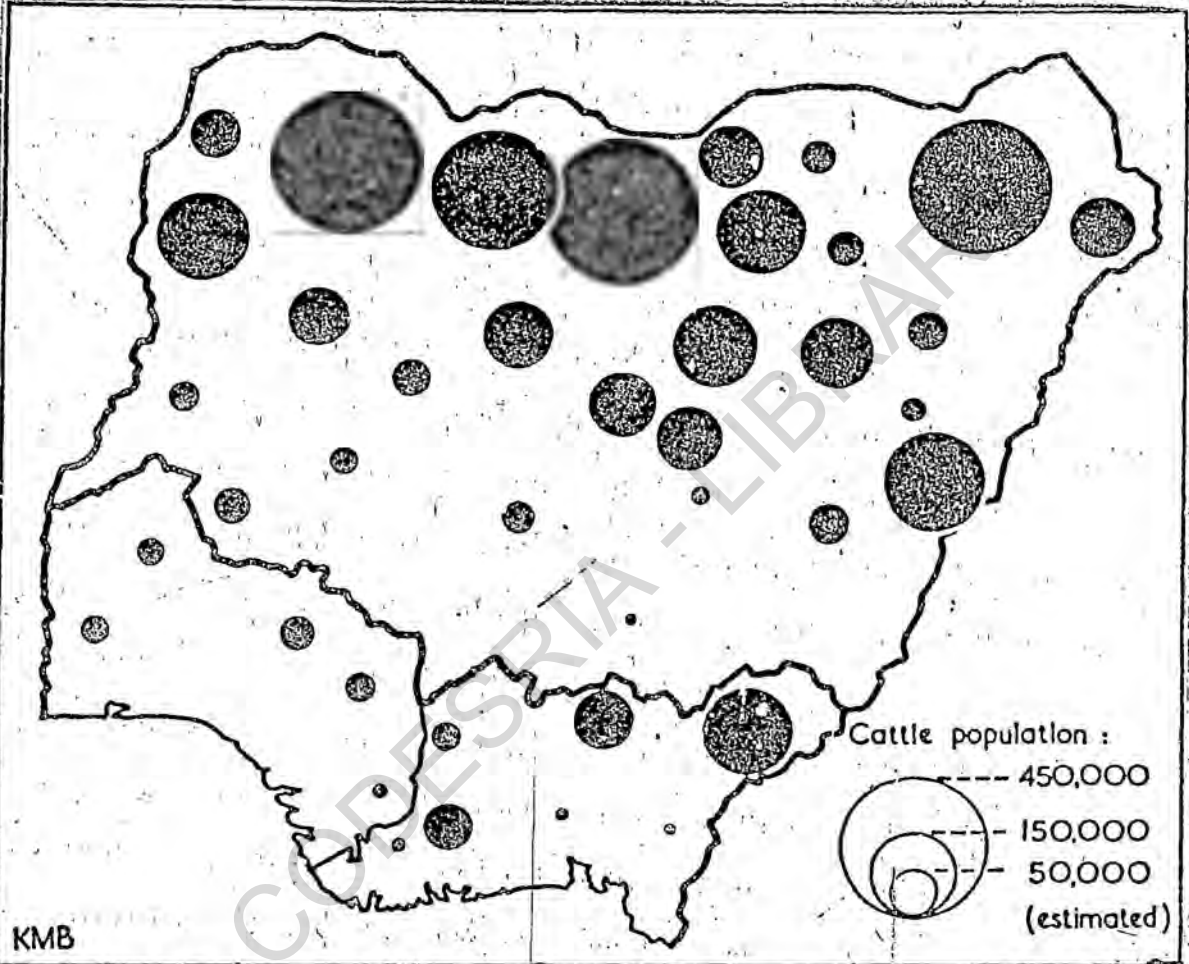 Cattle population :
450,000
150,000
50,000
(estimated)
KMB
CODESRIA - LIBRARY